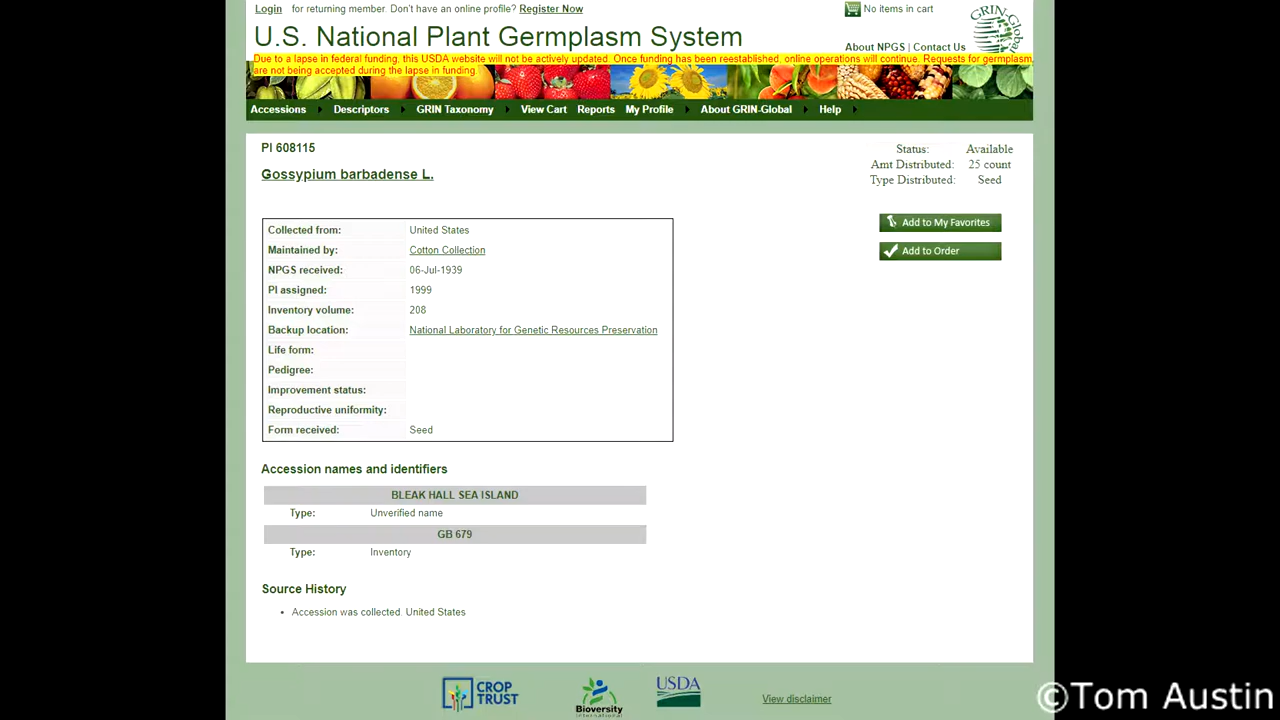 Login for returning member. Don't have an online profile? Register Now
No items in cart
GRIN-Global
U.S. National Plant Germplasm System
About NPGS | Contact Us
Due to a lapse in federal funding, this USDA website will not be actively updated. Once funding has been reestablished, online operations will continue. Requests for germplasm,
are not being accepted during the lapse in funding.
Accessions Descriptors GRIN Taxonomy View Cart Reports My Profile About GRIN-Global Help
PI 608115
Gossypium barbadense L.
Status: Available
Amt Distributed: 25 count
Type Distributed: Seed
Add to My Favorites
Add to Order
Collected from: United States
Maintained by: Cotton Collection
NPGS received: 06-Jul-1939
PI assigned: 1999
Inventory volume: 208
Backup location: National Laboratory for Genetic Resources Preservation
Life form:
Pedigree:
Improvement status:
Reproductive uniformity:
Form received: Seed
Accession names and identifiers
BLEAK HALL SEA ISLAND
Type: Unverified name
GB 679
Type: Inventory
Source History
• Accession was collected. United States
CROP TRUST
Bioversity International
USDA
View disclaimer
©Tom Austin